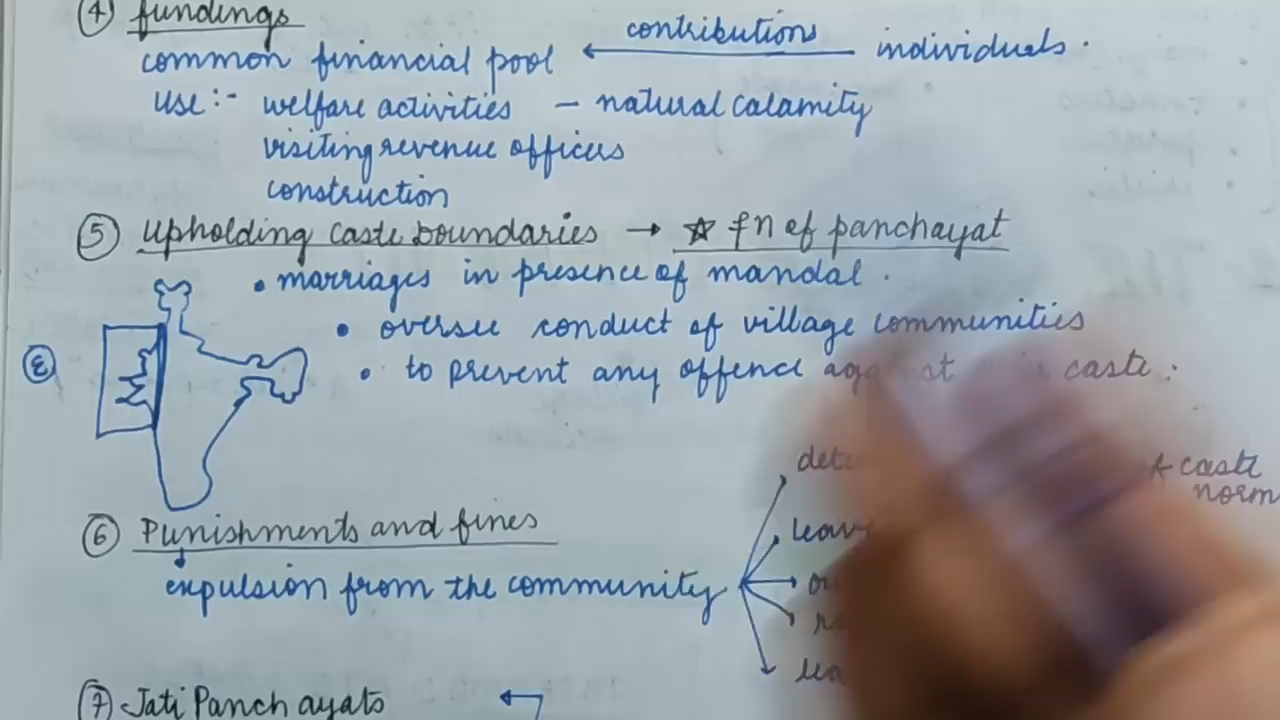 ④ fundings
common financial pool ← contributions individuals.
use :- welfare activities - natural calamity
visiting revenue officers
construction
⑤ upholding caste boundaries → ☆ fn of panchayat
• marriages in presence of mandal.
• oversee conduct of village communities
• to prevent any offence caste.
caste
norm
⑥ Punishments and fines
expulsion from the community
⑦ Jati Panchayats